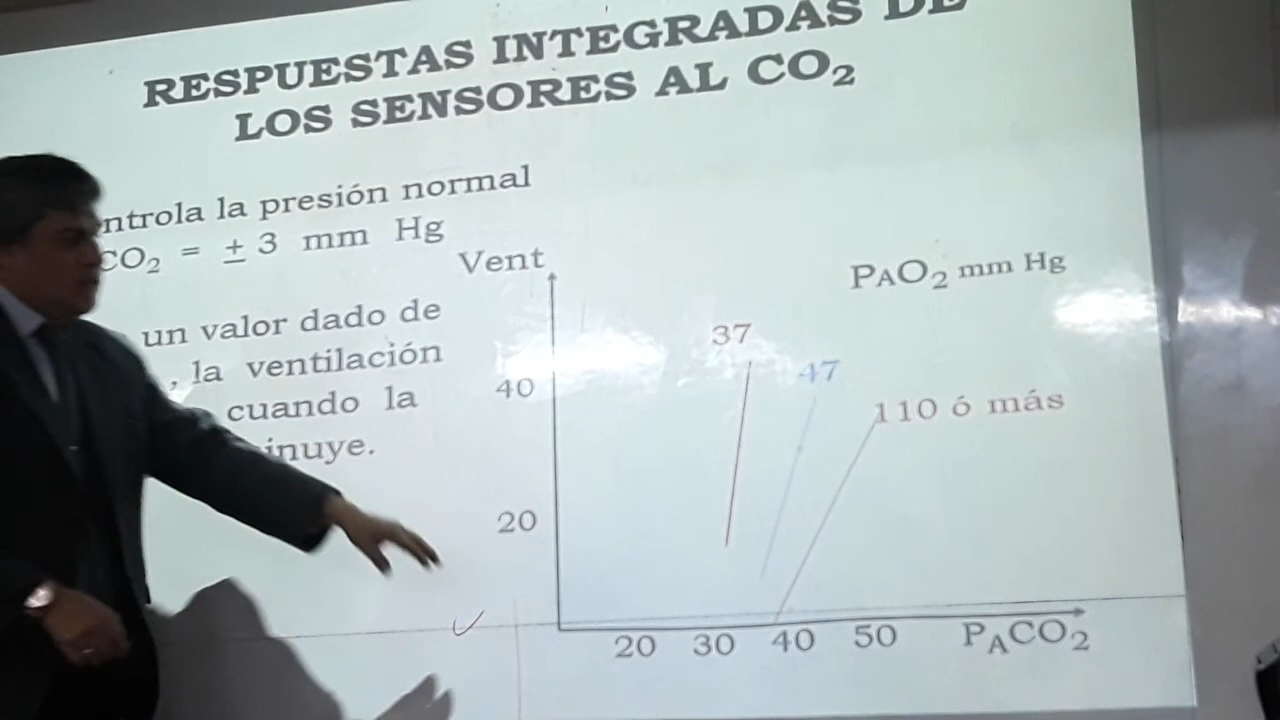 RESPUESTAS INTEGRADAS DE
LOS SENSORES AL CO2
ntrola la presión normal
CO2 = ± 3 mm Hg
un valor dado de
, la ventilación
cuando la
inuye.
Vent
PAO2 mm Hg
37
47
110 ó más
40
20
20 30 40 50 PACO2